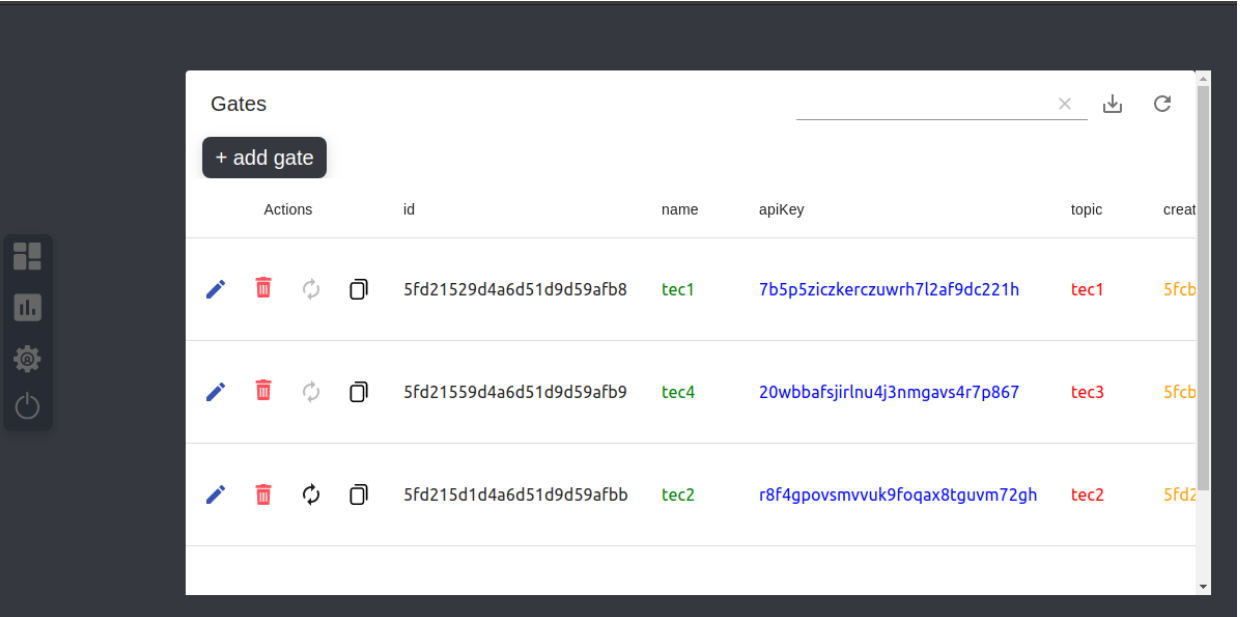 Gates
+ add gate
Actions id name apiKey topic creat
5fd21529d4a6d51d9d59afb8 tec1 7b5p5ziczkerczuwrh7l2af9dc221h tec1 5fcb
5fd21559d4a6d51d9d59afb9 tec4 20wbbafsjirlnu4j3nmgavs4r7p867 tec3 5fcb
5fd215d1d4a6d51d9d59afbb tec2 r8f4gpovsmvvuk9foqax8tguvm72gh tec2 5fd2